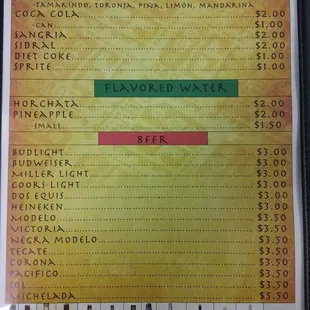 -Tamarindo, Toronja, Piña, Limón, Mandarina
Coca Cola $2.00
-Can $1.00
Sangria $2.00
Sidral $2.00
Diet Coke $1.00
Sprite $1.00
Flavored Water
Horchata $2.00
Pineapple $2.00
-Small $1.50
Beer
Budlight $3.00
Budweiser $3.00
Miller Light $3.00
Coors Light $3.00
Dos Equis $3.00
Heineken $3.00
Modelo $3.50
Victoria $3.50
Negra Modelo $3.50
Tecate $3.50
Corona $3.50
Pacifico $3.50
Sol $3.50
Michelada $5.50